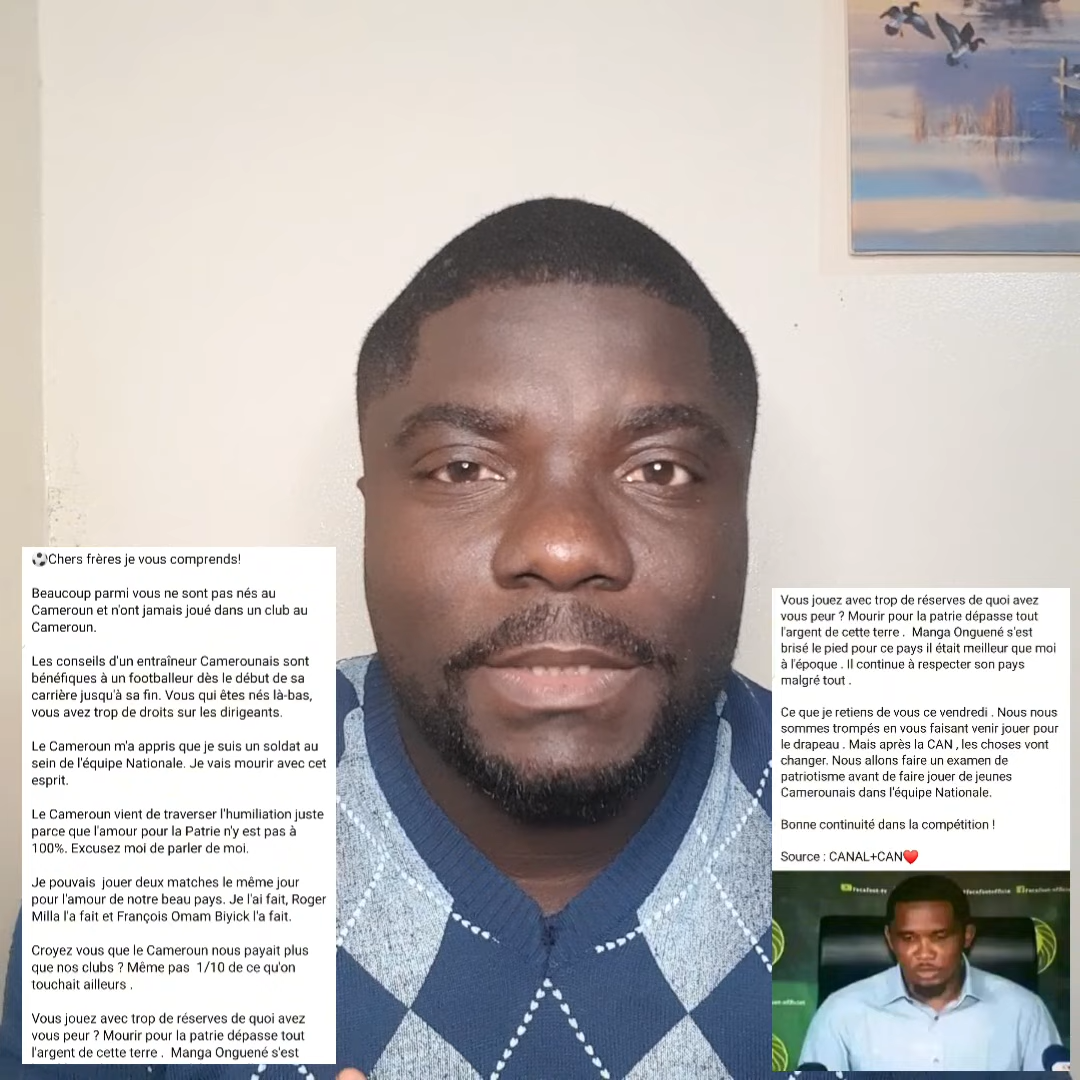 ⚽Chers frères je vous comprends!
Beaucoup parmi vous ne sont pas nés au
Cameroun et n'ont jamais joué dans un club au
Cameroun.
Les conseils d'un entraîneur Camerounais sont
bénéfiques à un footballeur dès le début de sa
carrière jusqu'à sa fin. Vous qui êtes nés là-bas,
vous avez trop de droits sur les dirigeants.
Le Cameroun m'a appris que je suis un soldat au
sein de l'équipe Nationale. Je vais mourir avec cet
esprit.
Le Cameroun vient de traverser l'humiliation juste
parce que l'amour pour la Patrie n'y est pas à
100%. Excusez moi de parler de moi.
Je pouvais  jouer deux matches le même jour
pour l'amour de notre beau pays. Je l'ai fait, Roger
Milla l'a fait et François Omam Biyick l'a fait.
Croyez vous que le Cameroun nous payait plus
que nos clubs ? Même pas  1/10 de ce qu'on
touchait ailleurs .
Vous jouez avec trop de réserves de quoi avez
vous peur ? Mourir pour la patrie dépasse tout
l'argent de cette terre .  Manga Onguené s'est
Vous jouez avec trop de réserves de quoi avez
vous peur ? Mourir pour la patrie dépasse tout
l'argent de cette terre .  Manga Onguené s'est
brisé le pied pour ce pays il était meilleur que moi
à l'époque . Il continue à respecter son pays
malgré tout .
Ce que je retiens de vous ce vendredi . Nous nous
sommes trompés en vous faisant venir jouer pour
le drapeau . Mais après la CAN , les choses vont
changer. Nous allons faire un examen de
patriotisme avant de faire jouer de jeunes
Camerounais dans l'équipe Nationale.
Bonne continuité dans la compétition !
Source : CANAL+CAN❤️